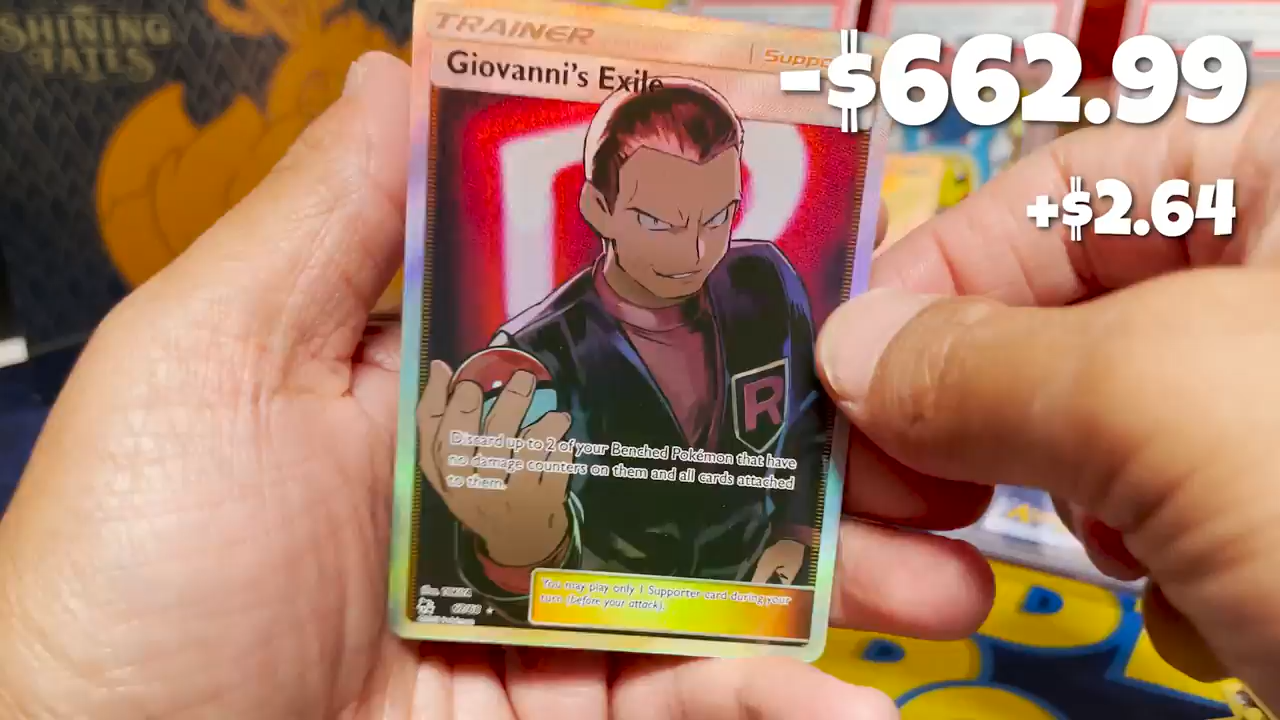 SHINING
FATES
TRAINER
Giovanni's Exile
-$662.99
+$2.64
R
Discard up to 2 of your Benched Pokémon that have
no damage counters on them and all cards attached
to them.
You may play only 1 Supporter card during your
turn (before your attack).